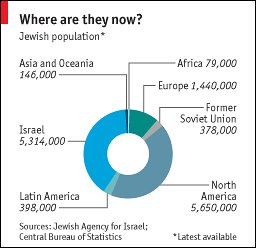 Where are they now?
Jewish population*
Asia and Oceania
146,000
Africa 79,000
Europe 1,440,000
Former
Soviet Union
378,000
Israel
5,314,000
Latin America
398,000
North
America
5,650,000
Sources: Jewish Agency for Israel;
Central Bureau of Statistics
*Latest available